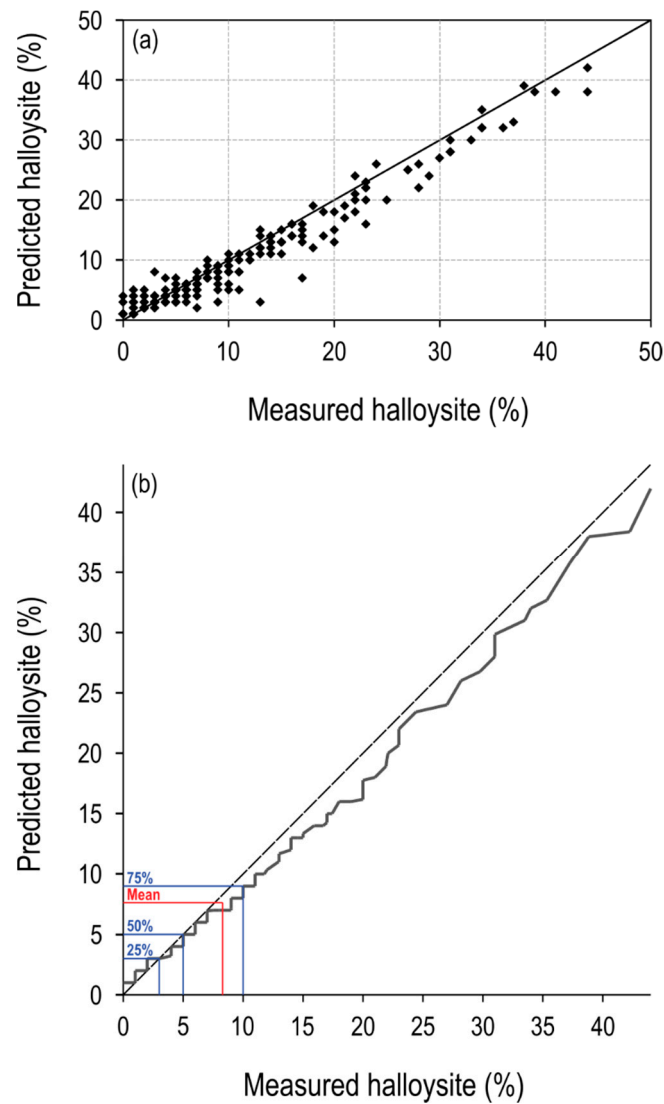 (a)
Predicted halloysite (%)
50
40
30
20
10
0
0 10 20 30 40 50
Measured halloysite (%)
(b)
Predicted halloysite (%)
40
35
30
25
20
15
10
75%
Mean
5
50%
25%
0
0 5 10 15 20 25 30 35 40
Measured halloysite (%)